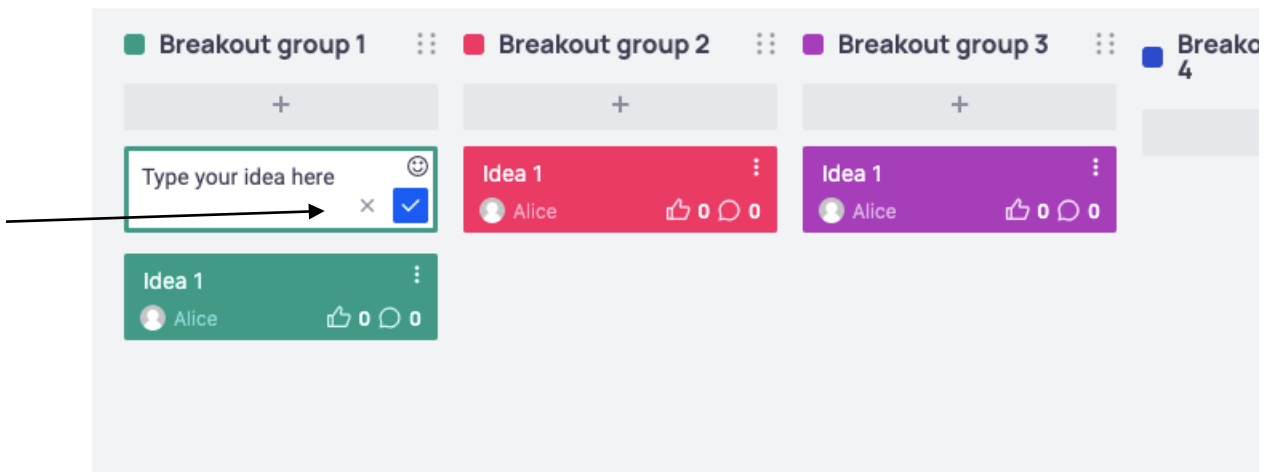 Breakout group 1
Breakout group 2
Breakout group 3
Breako
4
+
+
+
Type your idea here
Idea 1
Alice
0 0
Idea 1
Alice
0 0
Idea 1
Alice
0 0